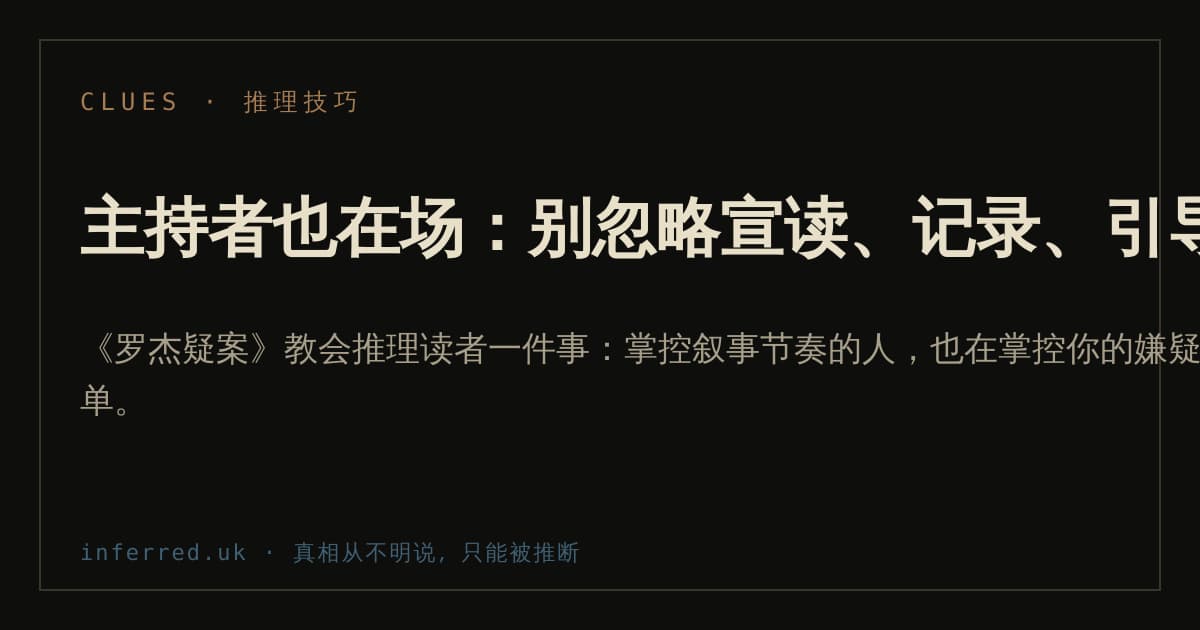 CLUES · 推理技巧
主持者也在场：别忽略宣读、记录、引
《罗杰疑案》教会推理读者一件事：掌控叙事节奏的人，也在掌控你的嫌疑
单。
inferred.uk · 真相从不明说，只能被推断